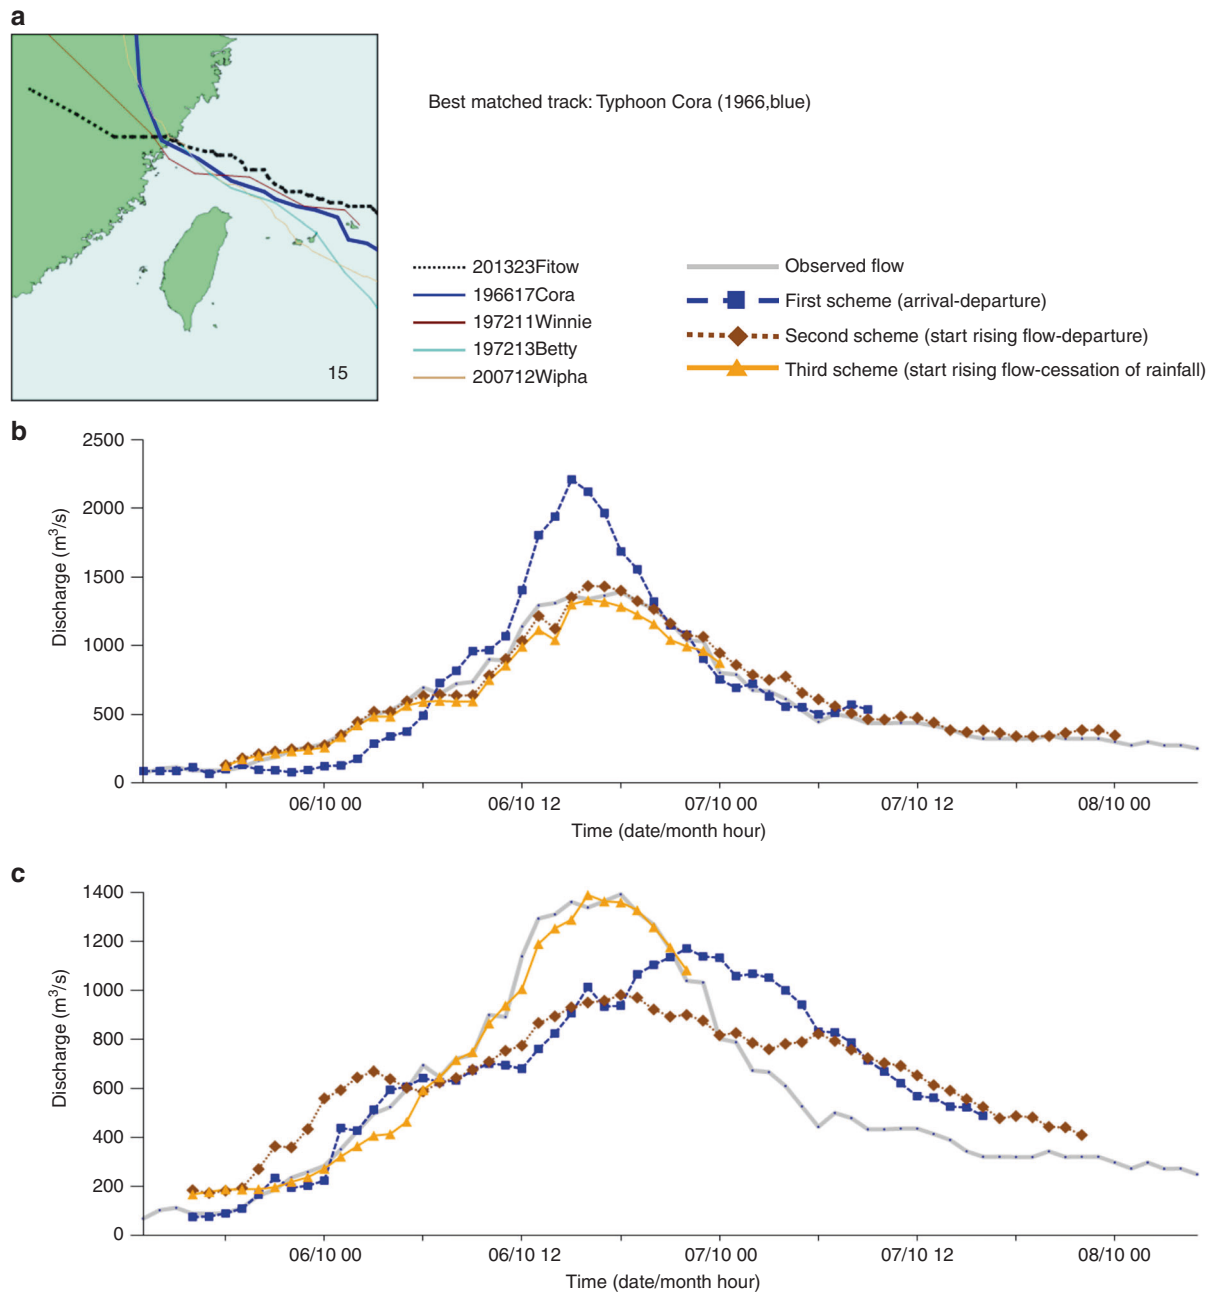 a
Best matched track: Typhoon Cora (1966,blue)
15
201323Fitow
196617Cora
197211Winnie
197213Betty
200712Wipha
Observed flow
First scheme (arrival-departure)
Second scheme (start rising flow-departure)
Third scheme (start rising flow-cessation of rainfall)
b
2500
2000
1500
1000
500
0
Discharge (m³/s)
06/10 00 06/10 12 07/10 00 07/10 12 08/10 00
Time (date/month hour)
c
1400
1200
1000
800
600
400
200
0
Discharge (m³/s)
06/10 00 06/10 12 07/10 00 07/10 12 08/10 00
Time (date/month hour)